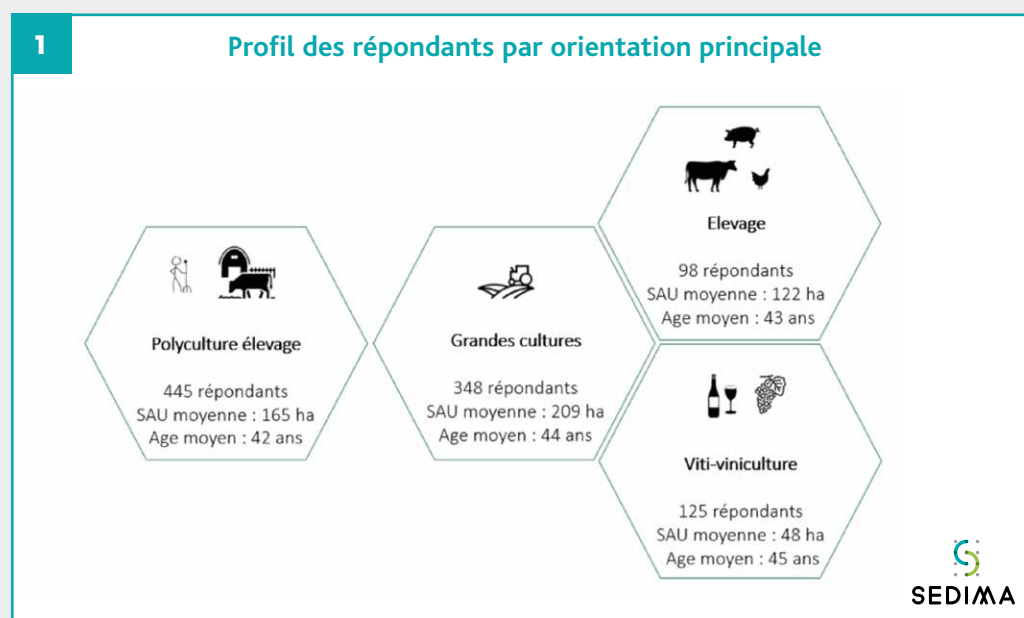 1
Profil des répondants par orientation principale
Elevage
98 répondants
SAU moyenne : 122 ha
Age moyen : 43 ans
Polyculture élevage
445 répondants
SAU moyenne : 165 ha
Age moyen : 42 ans
Grandes cultures
348 répondants
SAU moyenne : 209 ha
Age moyen : 44 ans
Viti-viniculture
125 répondants
SAU moyenne : 48 ha
Age moyen : 45 ans
SEDIMA